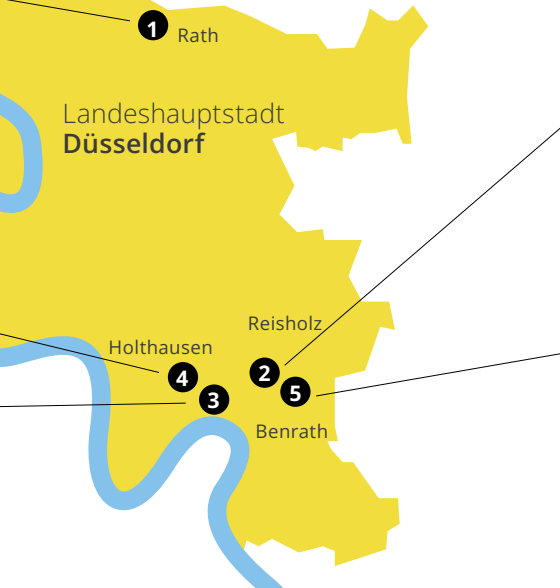 1
Rath
Landeshauptstadt
Düsseldorf
Reisholz
Holthausen
2
4
5
3
Benrath